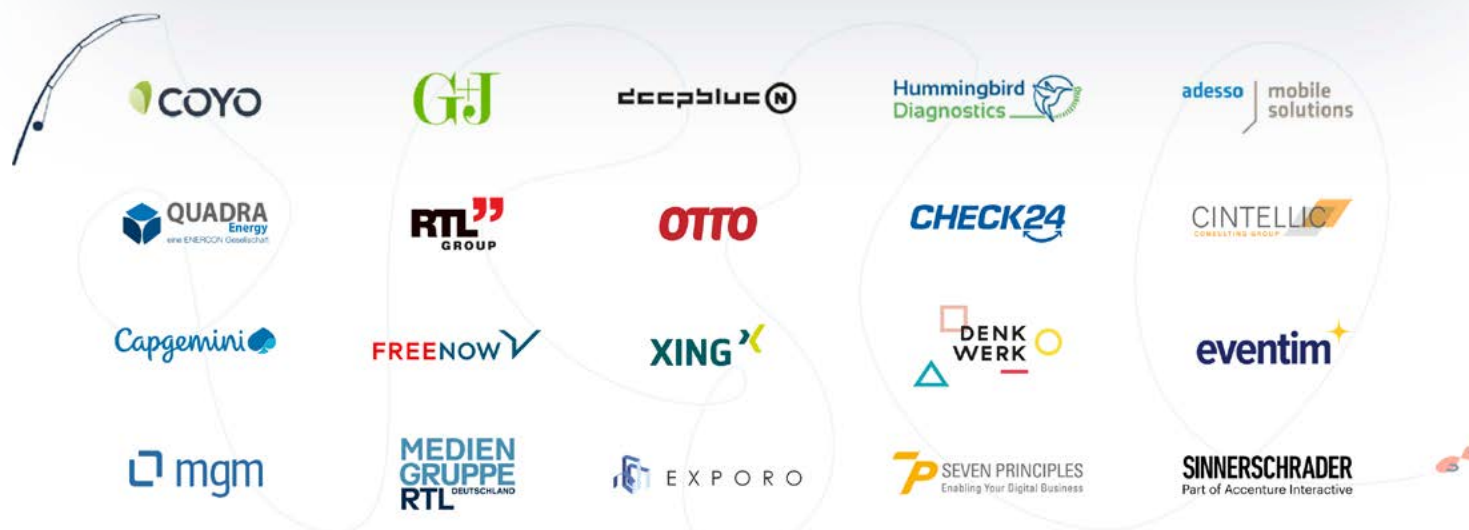 COYO
G+J
deepblue N
Hummingbird
Diagnostics
adesso
mobile
solutions
QUADRA
Energy
eine ENERCON Gesellschaft
RTL
GROUP
OTTO
CHECK24
CINTELLIC
CONSULTING GROUP
Capgemini
FREENOW
XING
DENK
WERK
eventim
mgm
MEDIEN
GRUPPE
RTL DEUTSCHLAND
EXPORO
7P
SEVEN PRINCIPLES
Enabling Your Digital Business
SINNERSCHRADER
Part of Accenture Interactive